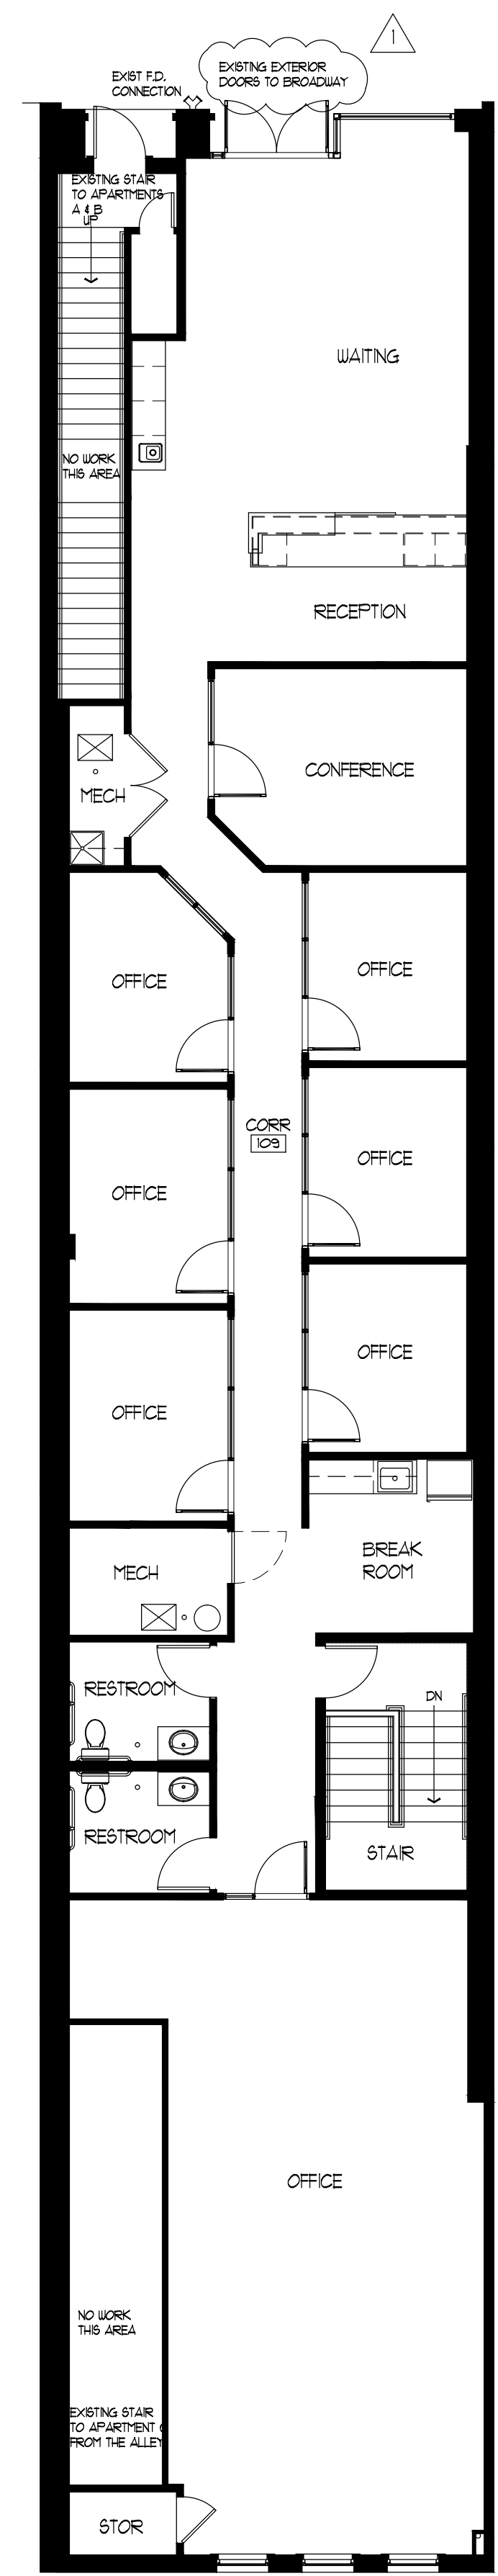 1
EXISTING EXTERIOR
DOORS TO BROADWAY
EXIST F.D.
CONNECTION
EXISTING STAIR
TO APARTMENTS
A & B
UP
WAITING
NO WORK
THIS AREA
RECEPTION
CONFERENCE
MECH
OFFICE
OFFICE
CORR
109
OFFICE
OFFICE
OFFICE
OFFICE
BREAK
ROOM
MECH
RESTROOM
DN
RESTROOM
STAIR
OFFICE
NO WORK
THIS AREA
EXISTING STAIR
TO APARTMENT C
FROM THE ALLEY
STOR